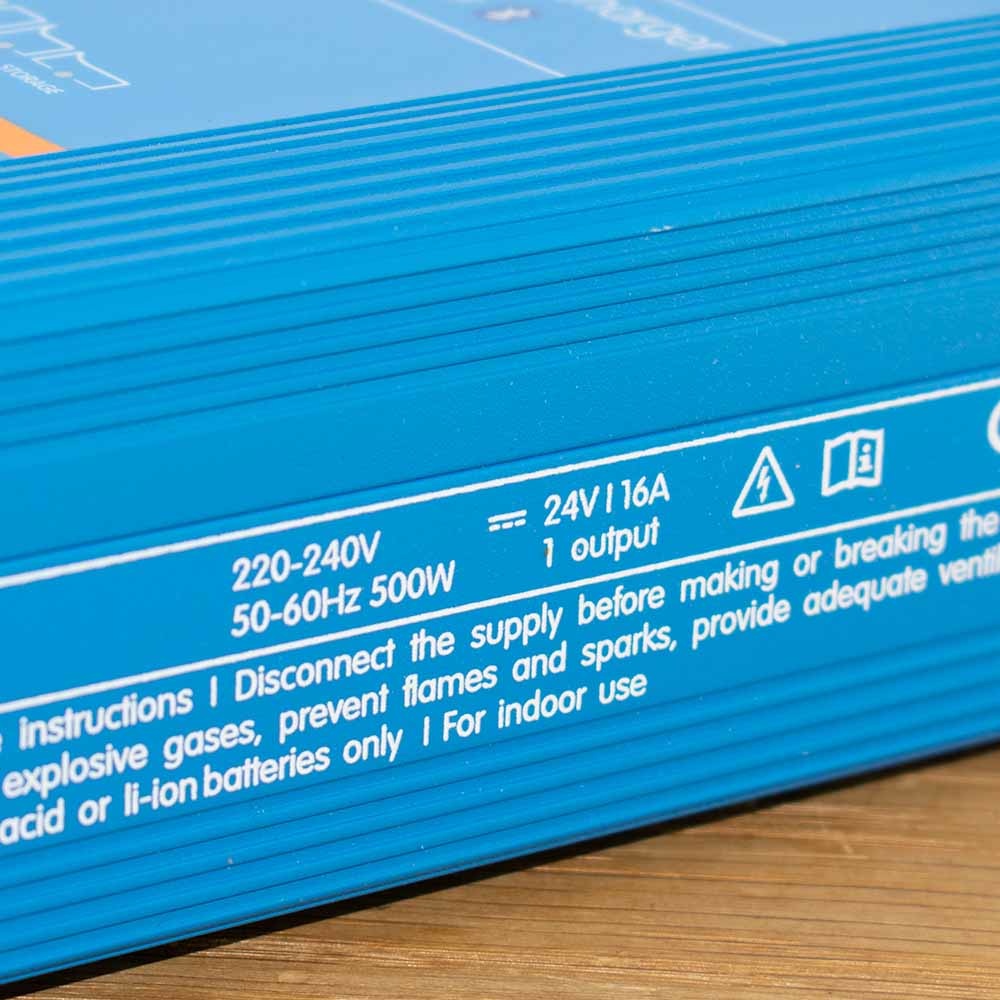 STORAGE
220-240V
50-60Hz 500W
24V | 16A
1 output
instructions | Disconnect the supply before making or breaking the
explosive gases, prevent flames and sparks, provide adequate
acid or li-ion batteries only | For indoor use